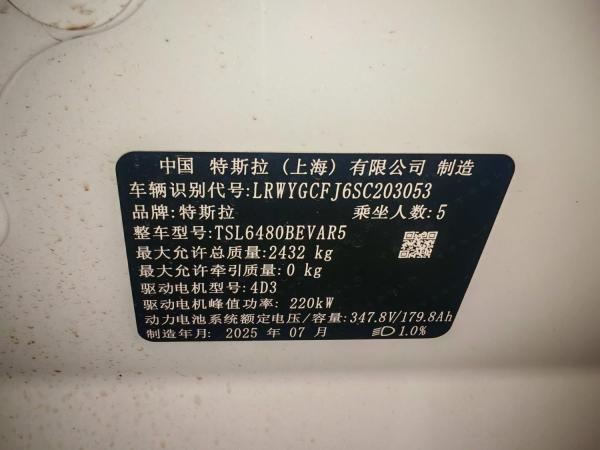 中国 特斯拉（上海）有限公司 制造
车辆识别代号:LRWYGCFJ6SC203053
品牌:特斯拉 乘坐人数:5
整车型号:TSL6480BEVAR5
最大允许总质量:2432 kg
最大允许牵引质量:0 kg
驱动电机型号:4D3
驱动电机峰值功率: 220kW
动力电池系统额定电压/容量:347.8V/179.8Ah
制造年月: 2025 年 07 月 1.0%